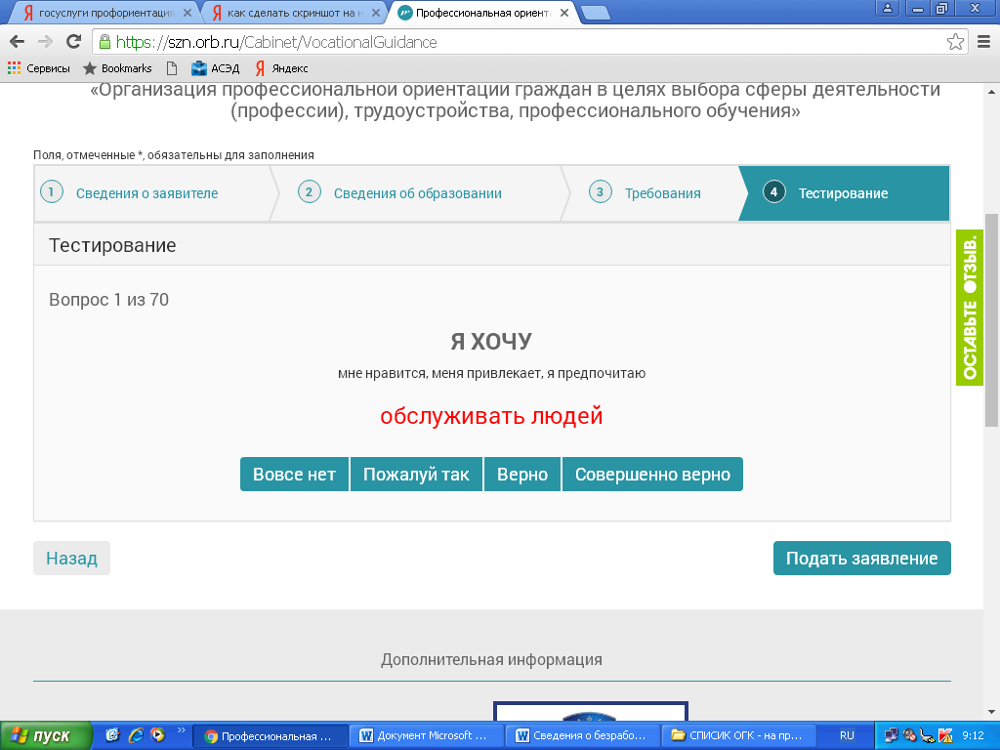 госуслуги профориентация
как сделать скриншот на н
Профессиональная ориент
https://szn.orb.ru/Cabinet/VocationalGuidance
Сервисы Bookmarks АСЭД Яндекс
«Организация профессиональной ориентации граждан в целях выбора сферы деятельности
(профессии), трудоустройства, профессионального обучения»
Поля, отмеченные *, обязательны для заполнения
1 Сведения о заявителе 2 Сведения об образовании 3 Требования 4 Тестирование
Тестирование
Вопрос 1 из 70
Я ХОЧУ
мне нравится, меня привлекает, я предпочитаю
обслуживать людей
Вовсе нет Пожалуй так Верно Совершенно верно
Назад Подать заявление
ОСТАВЬТЕ ОТЗЫВ.
Дополнительная информация
пуск Профессиональная ... Документ Microsoft ... Сведения о безрабо... СПИСИК ОГК - на пр... RU 9:12